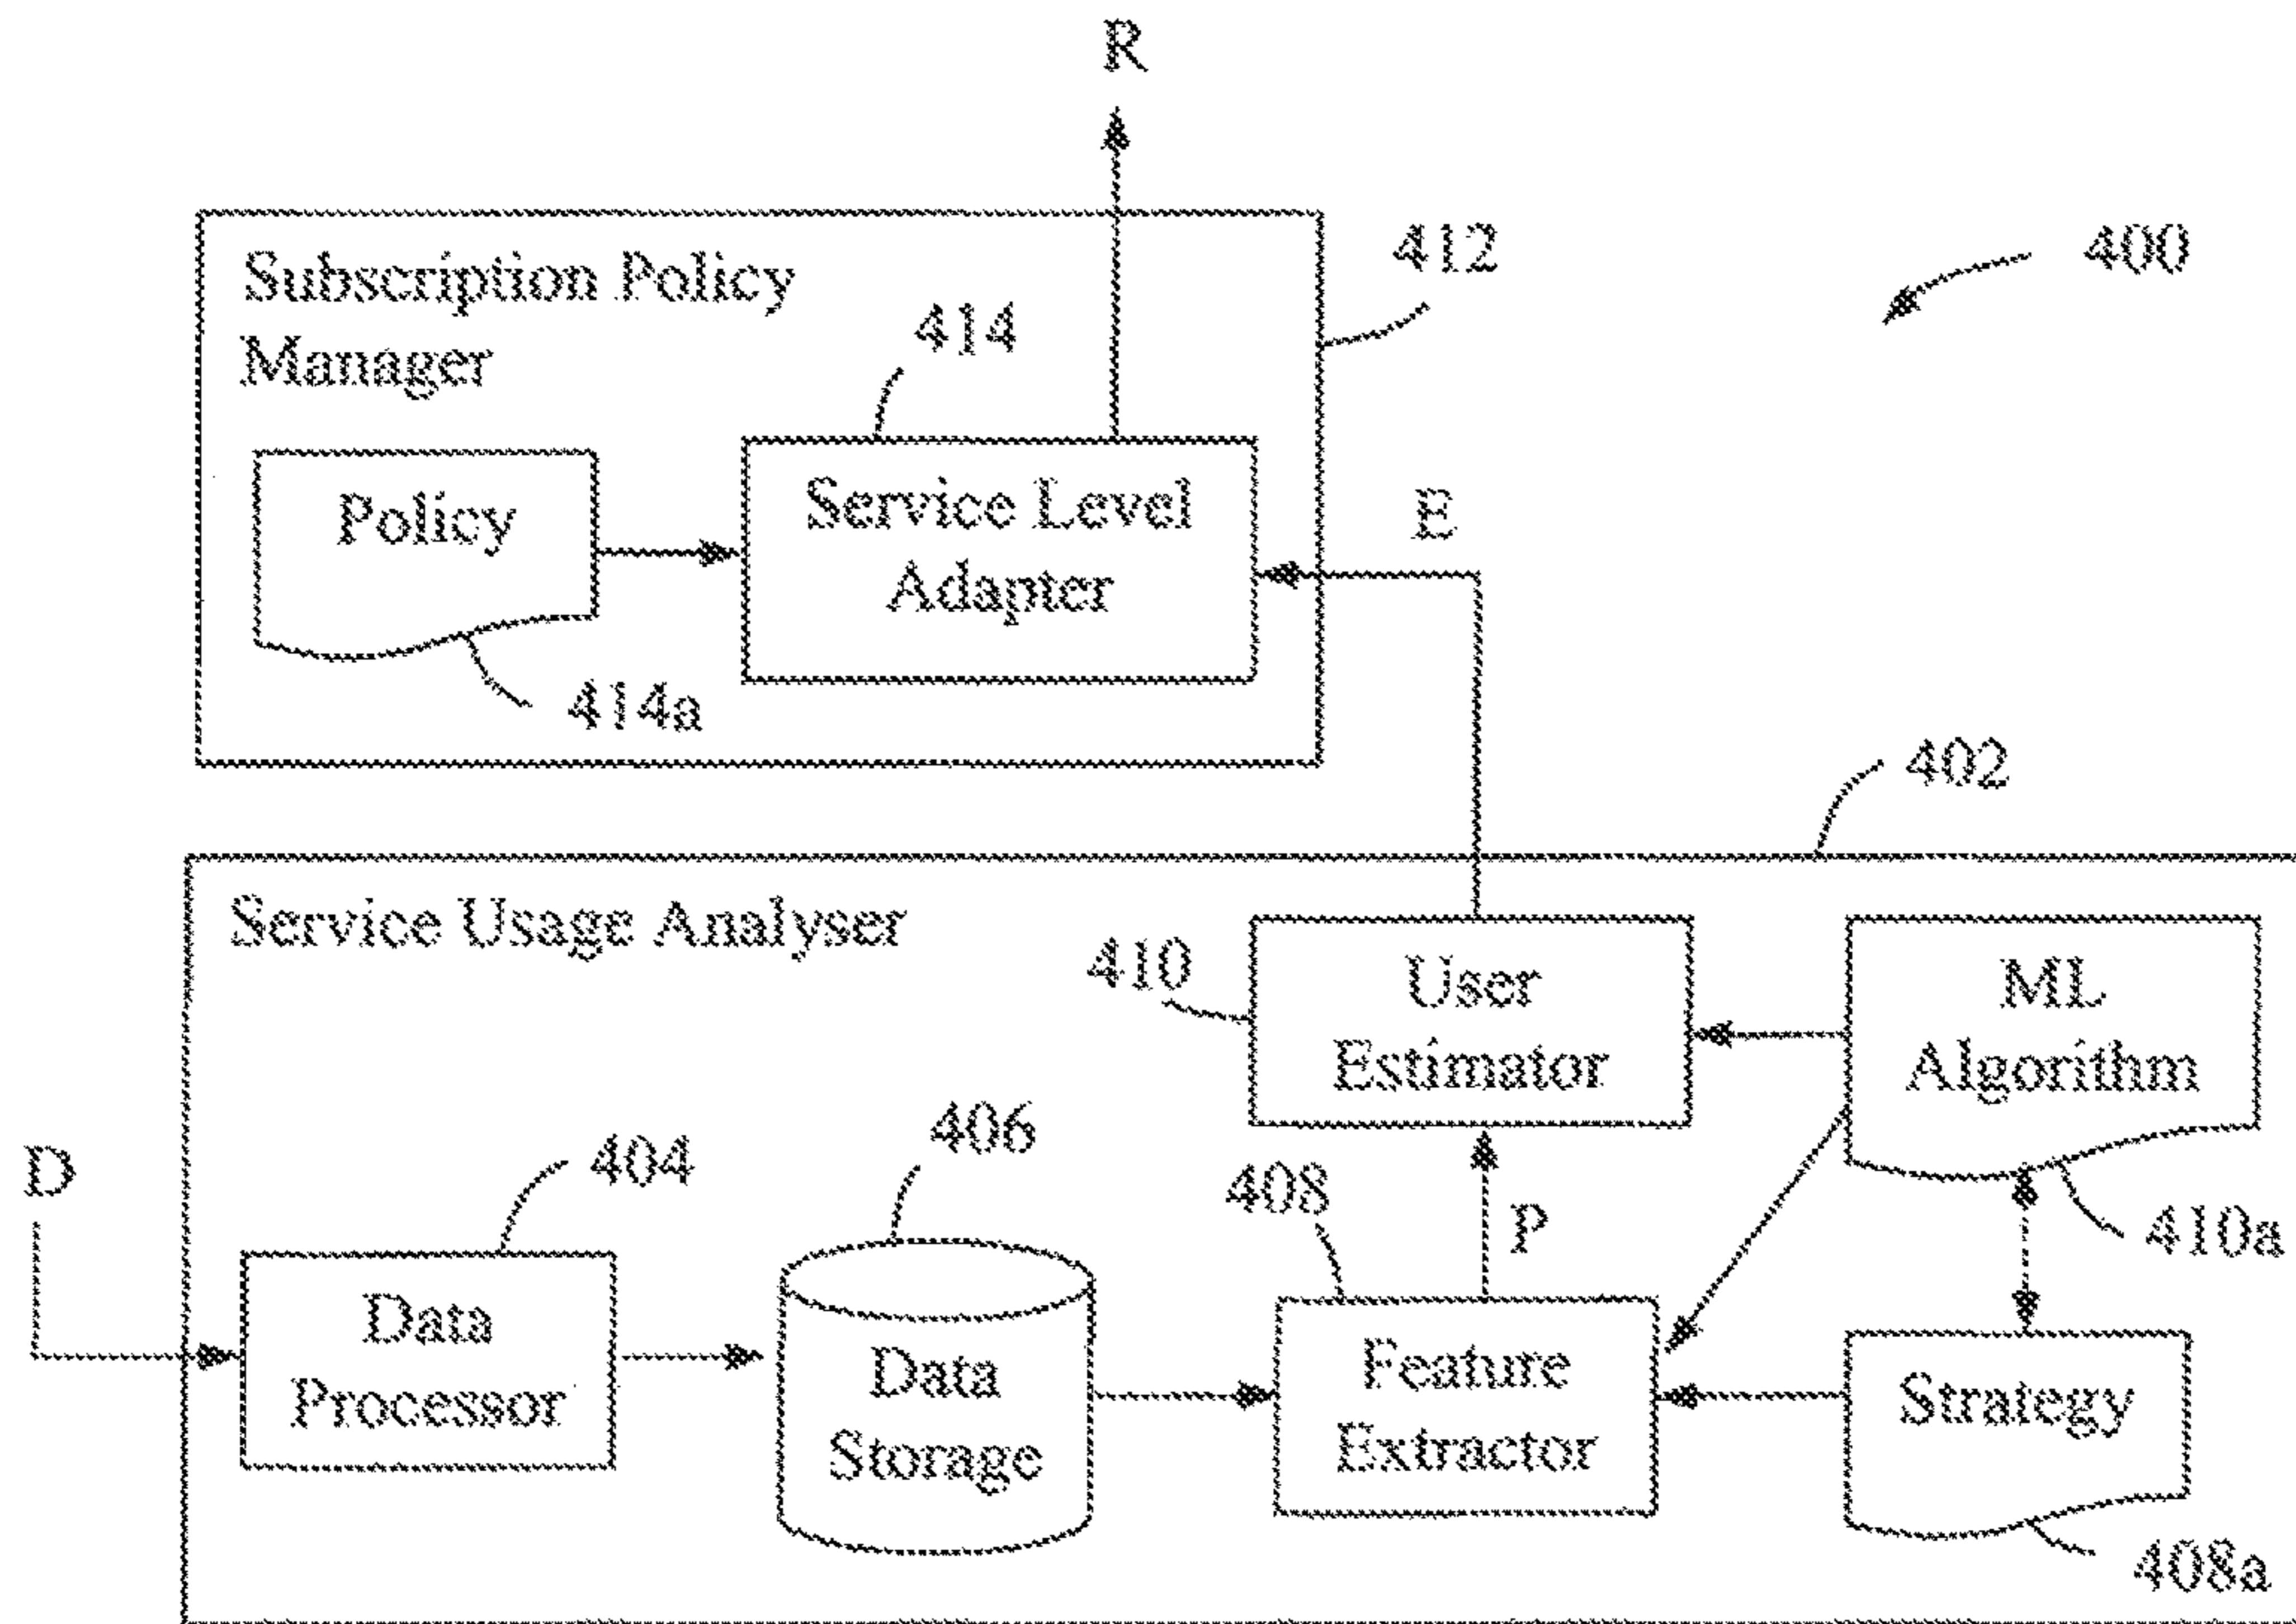 R
Subscription Policy
Manager
412
400
414
Policy
Service Level
Adapter
E
414a
402
Service Usage Analyser
410
User
Estimator
ML
Algorithm
D
404
406
408
P
410a
Data
Processor
Data
Storage
Feature
Extractor
Strategy
408a